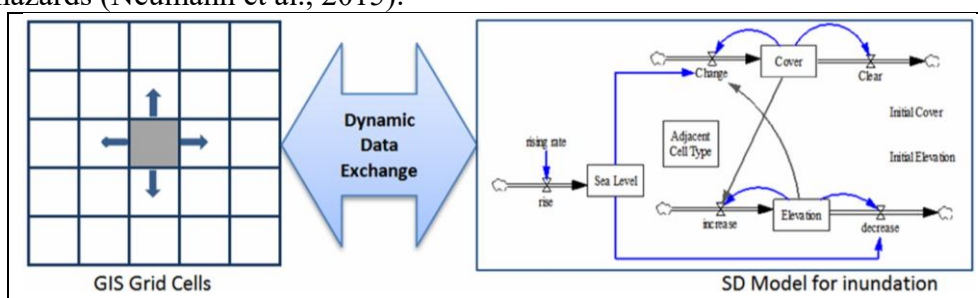 hazards (Neumann et al., 2015).
Dynamic
Data
Exchange
GIS Grid Cells
Change
Cover
Clear
Initial Cover
Adjacent
Cell Type
Initial Elevation
rising rate
rise
Sea Level
increase
Elevation
decrease
SD Model for inundation